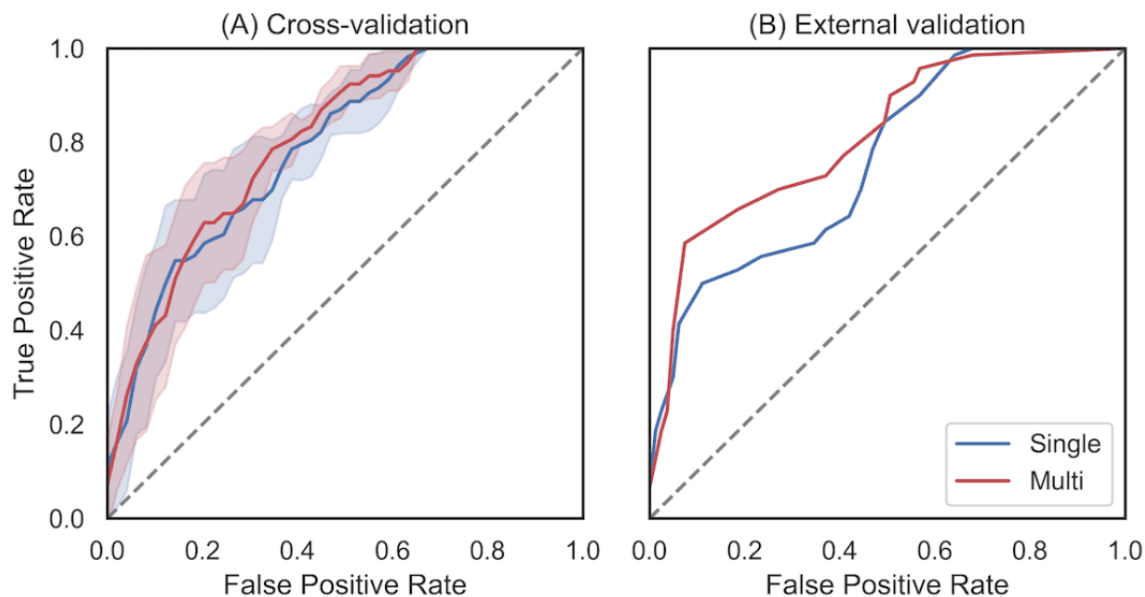 (A) Cross-validation
(B) External validation
True Positive Rate
1.0
0.8
0.6
0.4
0.2
0.0
0.0 0.2 0.4 0.6 0.8 1.0
False Positive Rate
Single
Multi
0.0 0.2 0.4 0.6 0.8 1.0
False Positive Rate